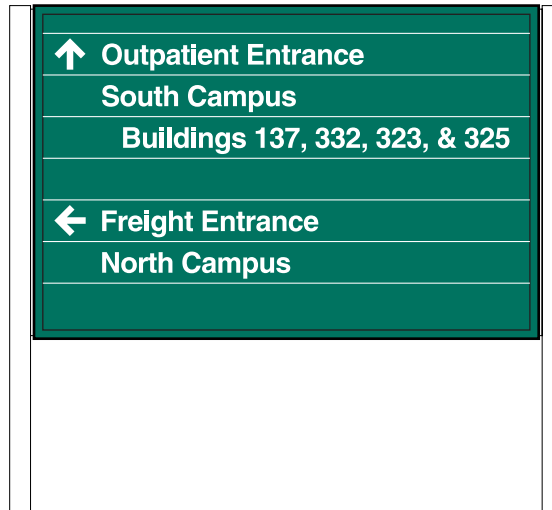 Outpatient Entrance
South Campus
Buildings 137, 332, 323, & 325
Freight Entrance
North Campus